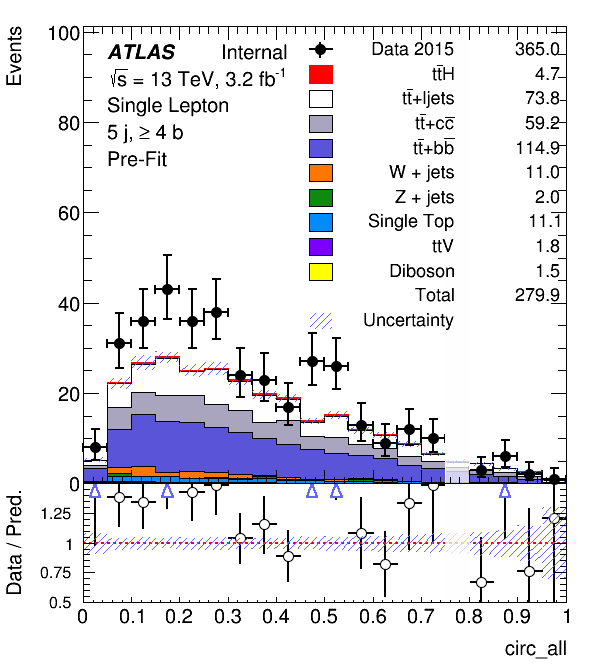 Events
100
80
60
40
20
0
ATLAS Internal
√s = 13 TeV, 3.2 fb⁻¹
Single Lepton
5 j, ≥ 4 b
Pre-Fit
Data 2015 365.0
tt̄H 4.7
tt̄+ljets 73.8
tt̄+cc̄ 59.2
tt̄+bb̄ 114.9
W + jets 11.0
Z + jets 2.0
Single Top 11.1
ttV 1.8
Diboson 1.5
Total 279.9
Uncertainty
Data / Pred.
1.25
1
0.75
0.5
0 0.1 0.2 0.3 0.4 0.5 0.6 0.7 0.8 0.9 1
circ_all